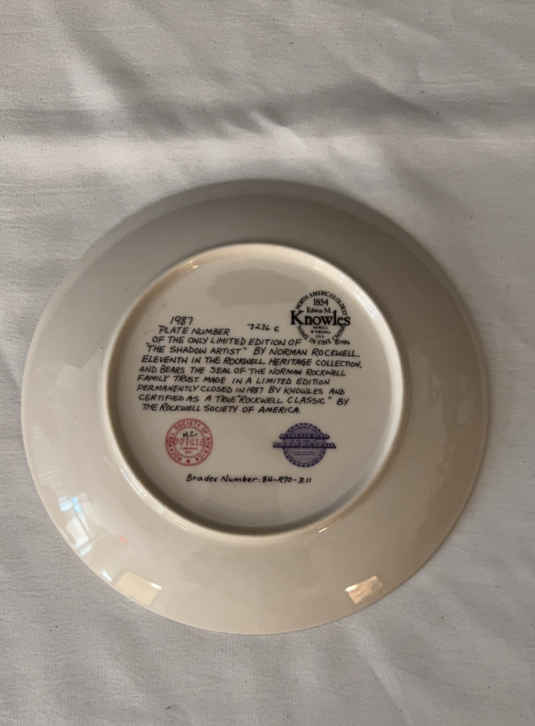 1987
PLATE NUMBER
OF THE ONLY LIMITED EDITION OF
"THE SHADOW ARTIST" BY NORMAN ROCKWELL.
ELEVENTH IN THE ROCKWELL HERITAGE COLLECTION,
AND BEARS THE SEAL OF THE NORMAN ROCKWELL
FAMILY TRUST. MADE IN A LIMITED EDITION
PERMANENTLY CLOSED IN 1987 BY KNOWLES AND
CERTIFIED AS A TRUE "ROCKWELL CLASSIC" BY
THE ROCKWELL SOCIETY OF AMERICA.
1854
Edwin M.
Knowles
Bradex Number: 84-R70-2.11